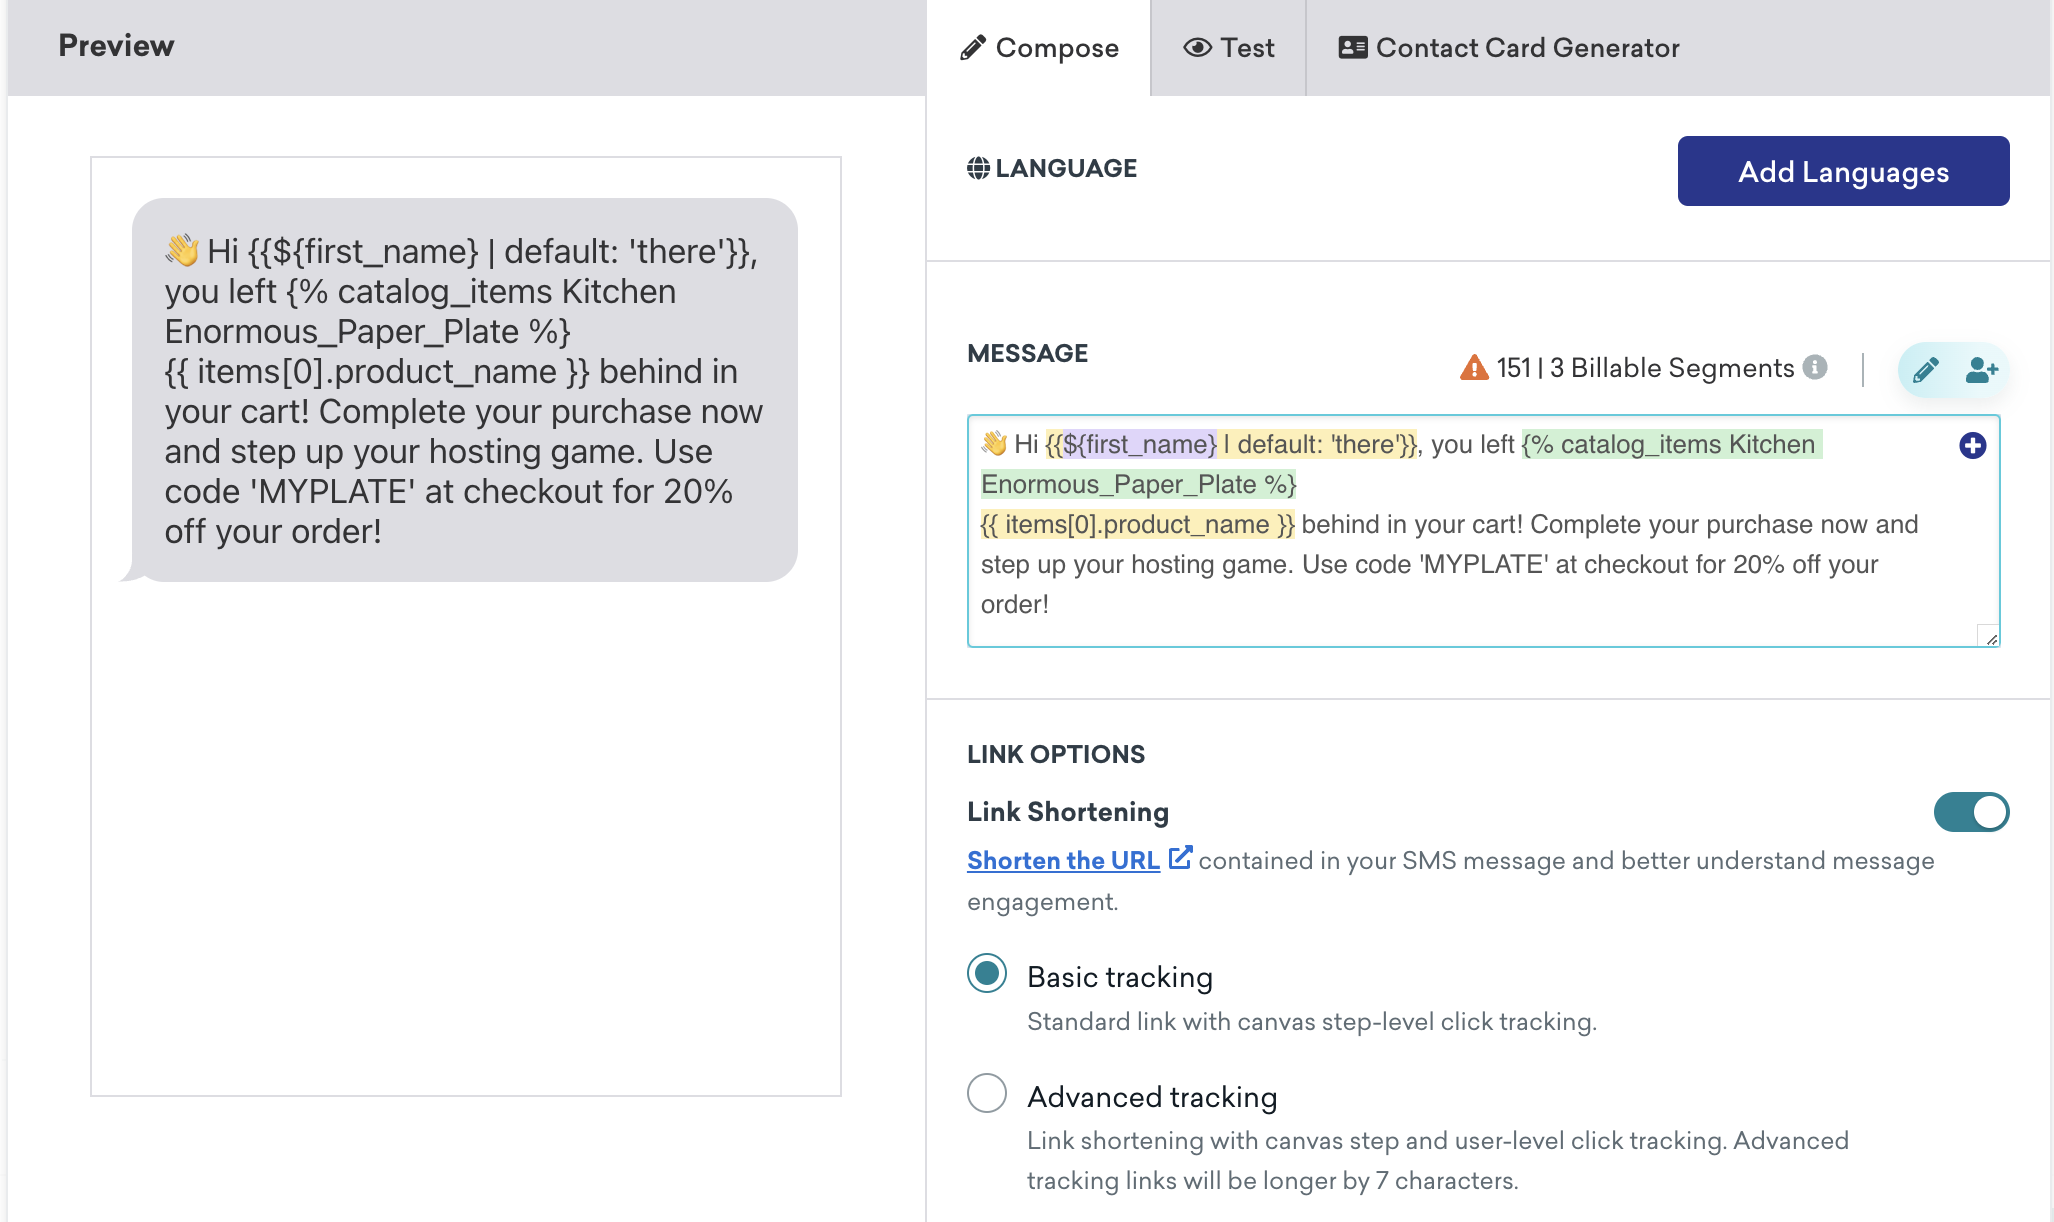 Preview
👋 Hi {{${first_name} | default: 'there'}},
you left {% catalog_items Kitchen
Enormous_Paper_Plate %}
{{ items[0].product_name }} behind in
your cart! Complete your purchase now
and step up your hosting game. Use
code 'MYPLATE' at checkout for 20%
off your order!
Compose
Test
Contact Card Generator
LANGUAGE
Add Languages
MESSAGE
151 | 3 Billable Segments
👋 Hi {{${first_name} | default: 'there'}}, you left {% catalog_items Kitchen
Enormous_Paper_Plate %}
{{ items[0].product_name }} behind in your cart! Complete your purchase now and
step up your hosting game. Use code 'MYPLATE' at checkout for 20% off your
order!
LINK OPTIONS
Link Shortening
Shorten the URL contained in your SMS message and better understand message
engagement.
Basic tracking
Standard link with canvas step-level click tracking.
Advanced tracking
Link shortening with canvas step and user-level click tracking. Advanced
tracking links will be longer by 7 characters.